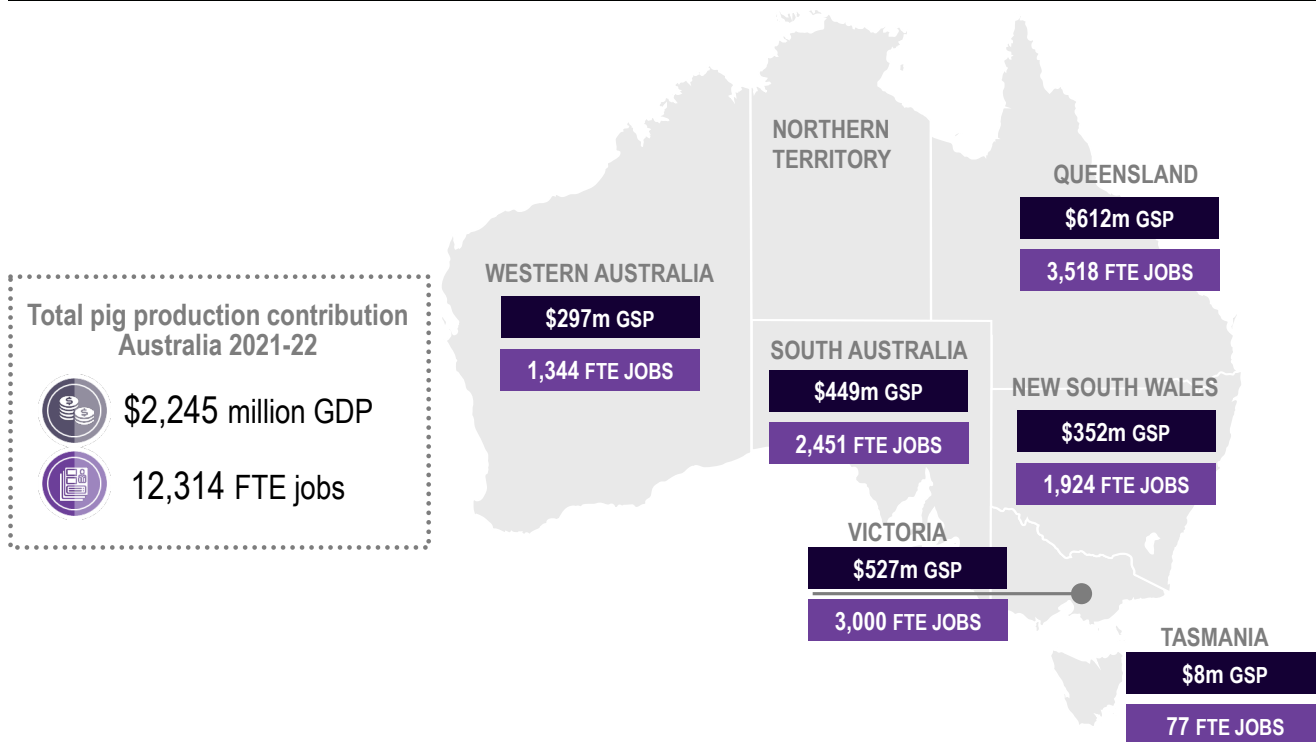 Total pig production contribution
Australia 2021-22
$2,245 million GDP
12,314 FTE jobs
NORTHERN
TERRITORY
QUEENSLAND
$612m GSP
3,518 FTE JOBS
WESTERN AUSTRALIA
$297m GSP
1,344 FTE JOBS
SOUTH AUSTRALIA
$449m GSP
2,451 FTE JOBS
NEW SOUTH WALES
$352m GSP
1,924 FTE JOBS
VICTORIA
$527m GSP
3,000 FTE JOBS
TASMANIA
$8m GSP
77 FTE JOBS